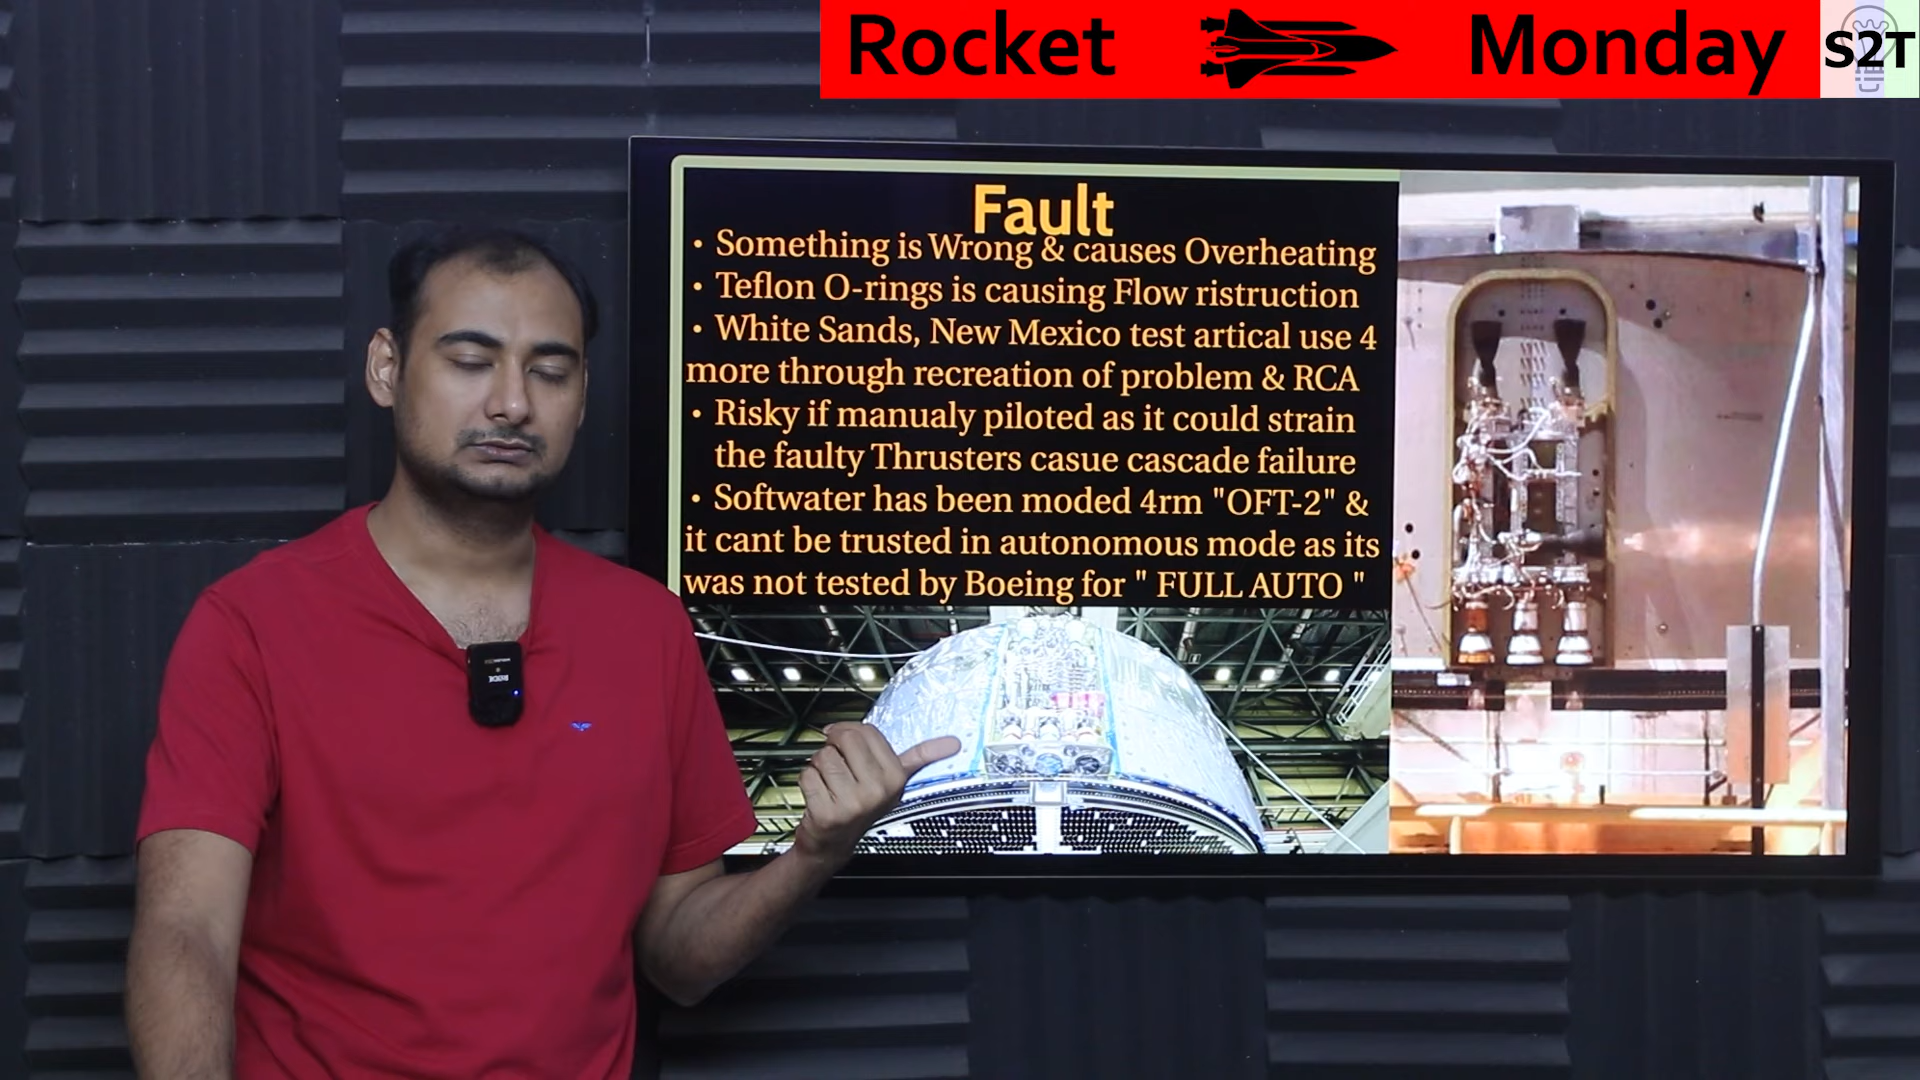 Rocket Monday
S2T
Fault
• Something is Wrong & causes Overheating
• Teflon O-rings is causing Flow ristruction
• White Sands, New Mexico test artical use 4
more through recreation of problem & RCA
• Risky if manualy piloted as it could strain
the faulty Thrusters casue cascade failure
• Softwater has been moded 4rm "OFT-2" &
it cant be trusted in autonomous mode as its
was not tested by Boeing for " FULL AUTO "
RØDE